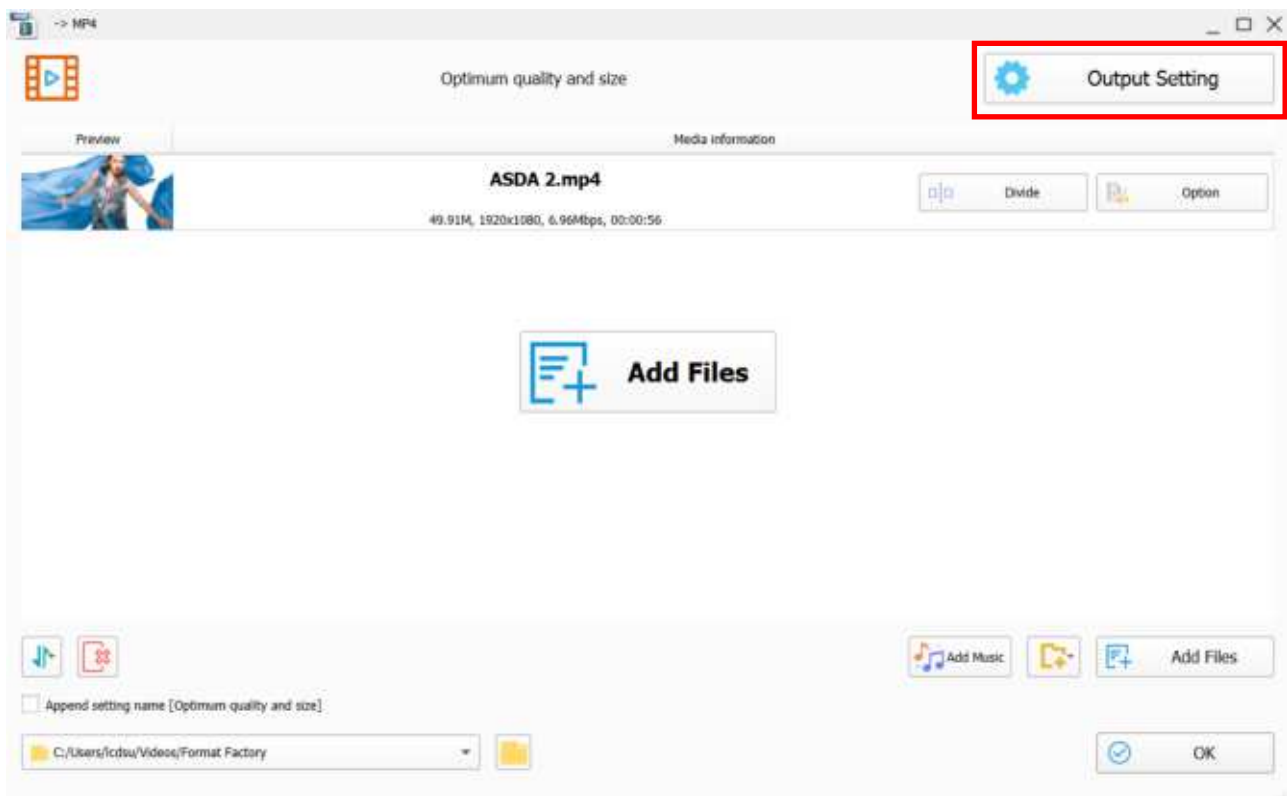 -> MP4
Optimum quality and size
Output Setting
Preview
Media information
ASDA 2.mp4
49.91M, 1920x1080, 6.96Mbps, 00:00:56
Divide
Option
Add Files
Add Music
Add Files
Append setting name [Optimum quality and size]
C:/Users/lcdsu/Videos/Format Factory
OK